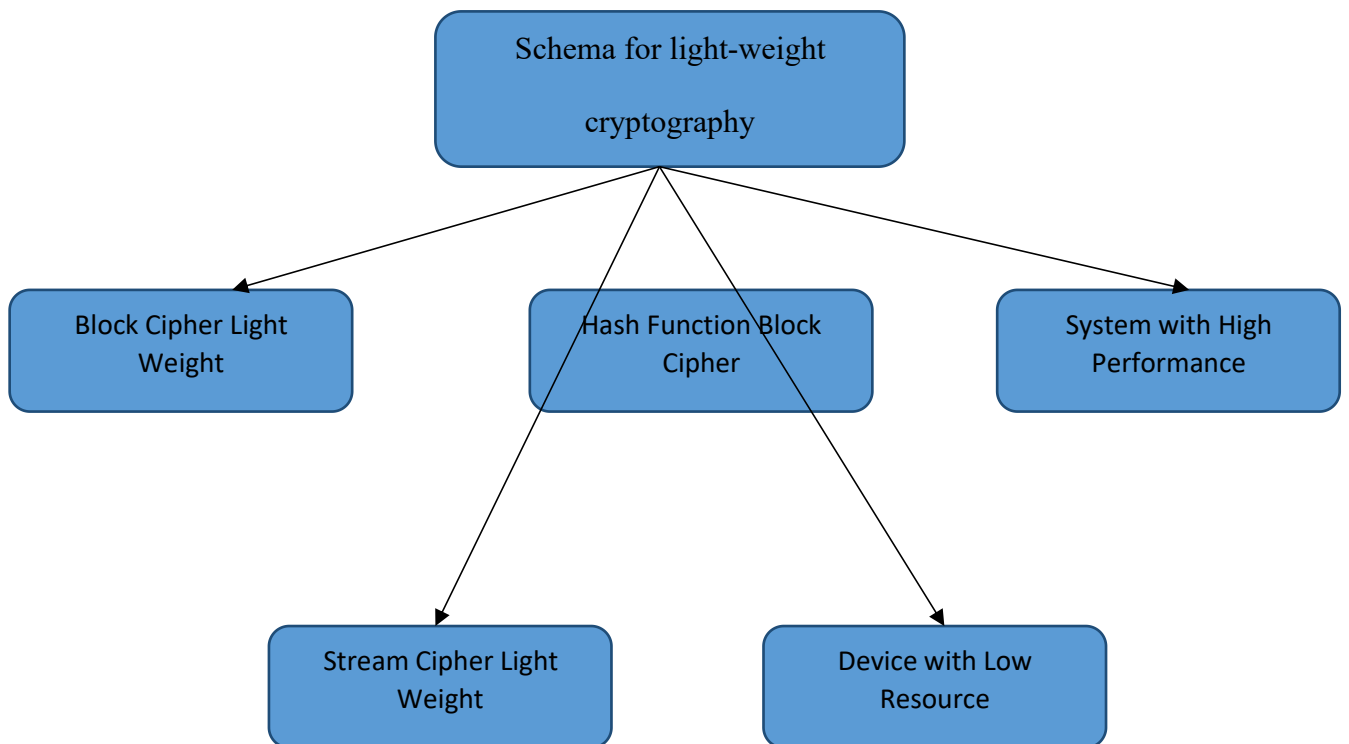 Schema for light-weight
cryptography
Block Cipher Light
Weight
Hash Function Block
Cipher
System with High
Performance
Stream Cipher Light
Weight
Device with Low
Resource